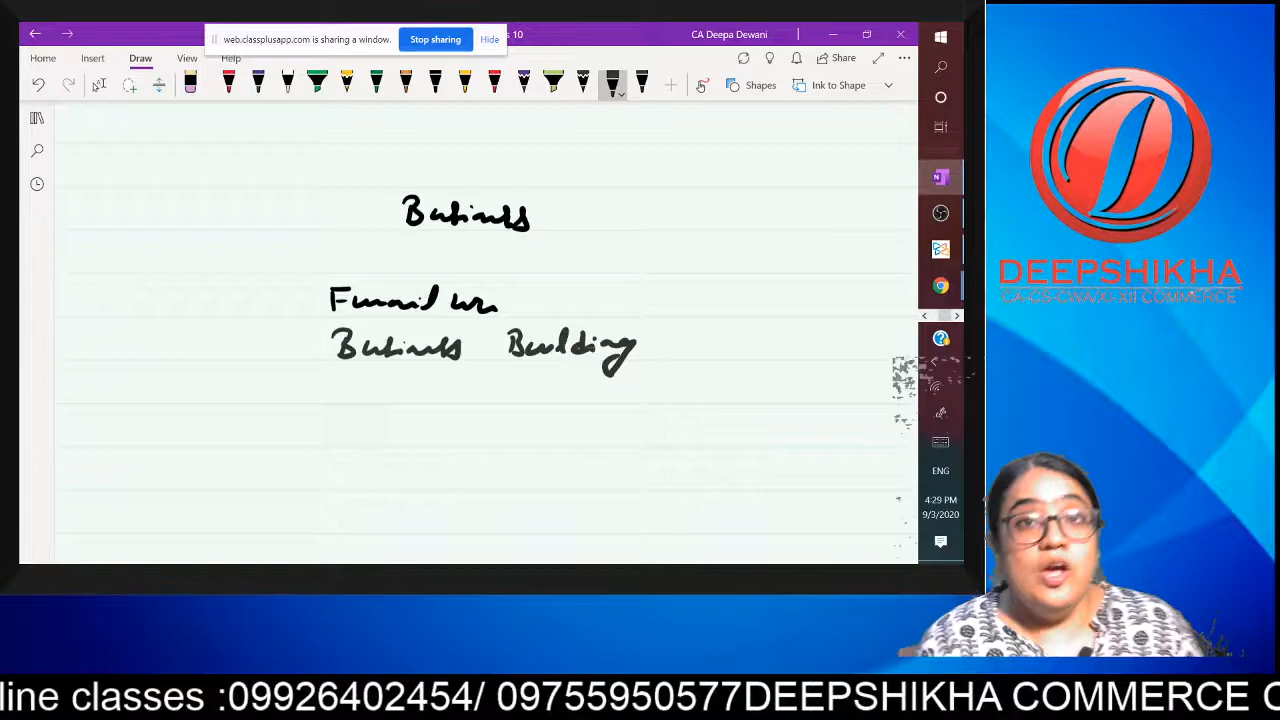 web.classplusapp.com is sharing a window.
Stop sharing
Hide
s 10
CA Deepa Dewani
Home
Insert
Draw
View
Help
Share
Shapes
Ink to Shape
Business
Business Building
ENG
4:29 PM
9/3/2020
DEEPSHIKHA
CA-CS-CWA/XI-XII COMMERCE
line classes :09926402454/ 09755950577DEEPSHIKHA COMMERCE C